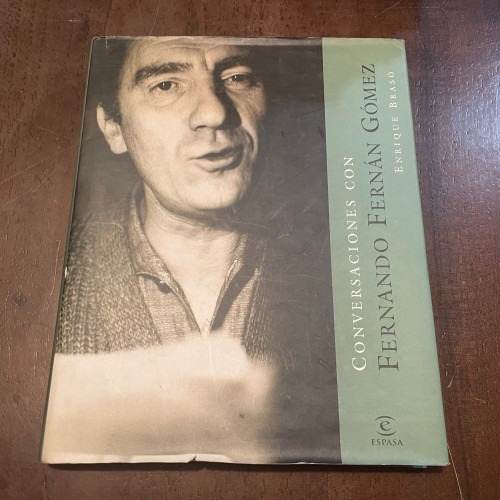 CONVERSACIONES CON
FERNANDO FERNÁN GÓMEZ
ENRIQUE BRASÓ
e
ESPASA